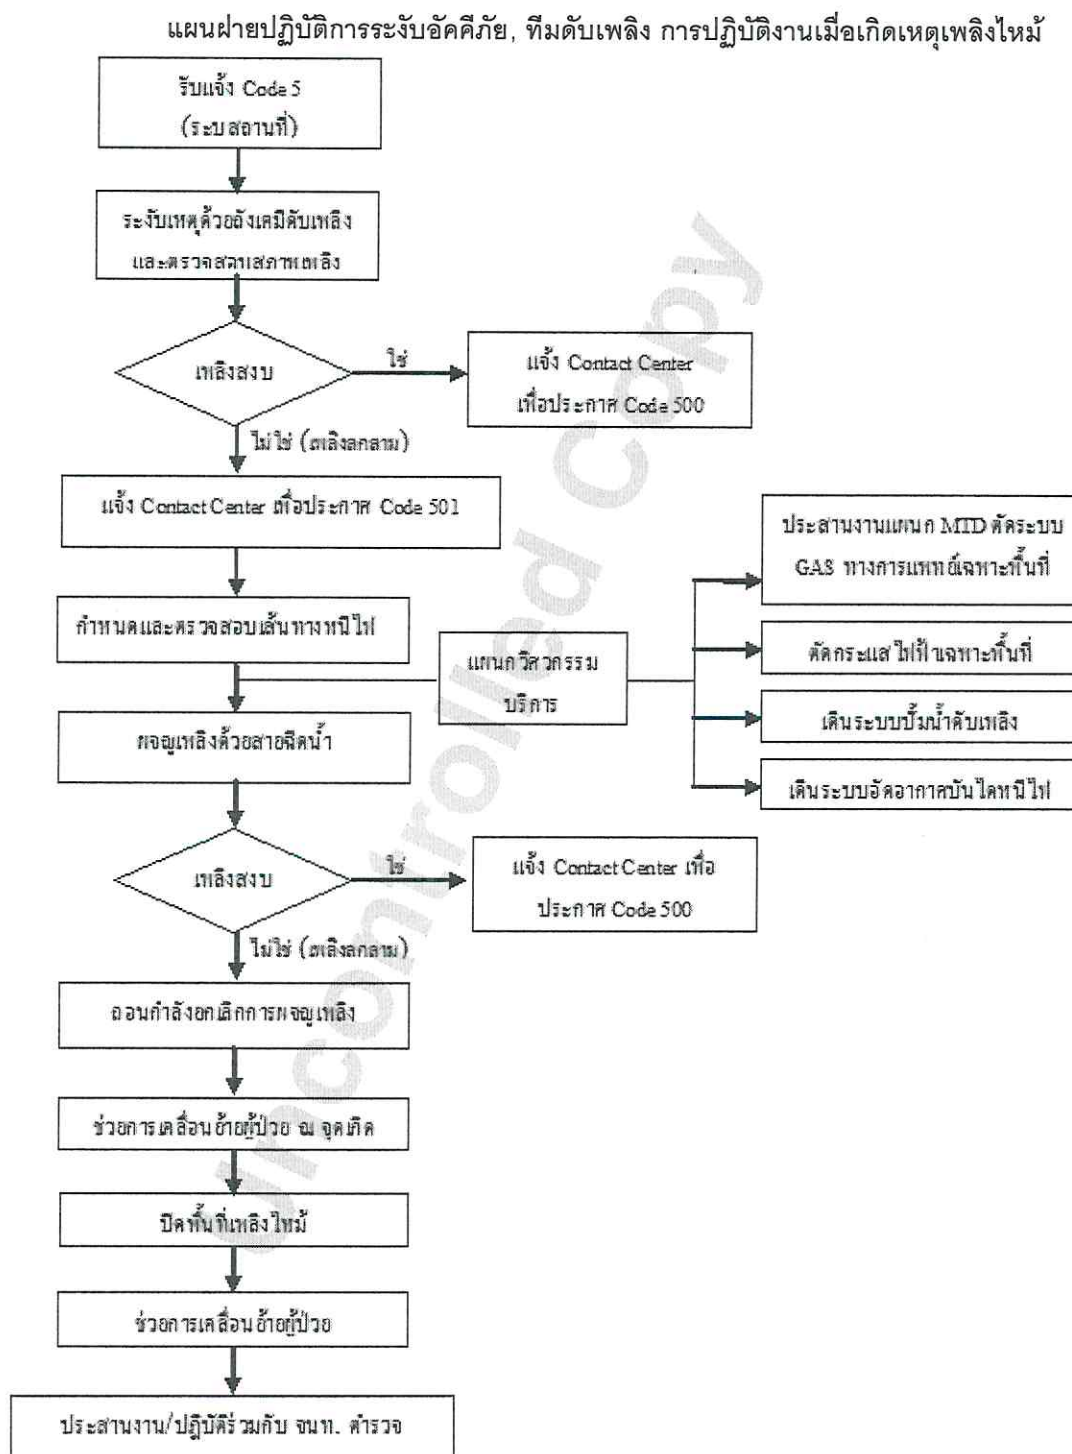 แผนฝ่ายปฏิบัติการระงับอัคคีภัย, ทีมดับเพลิง การปฏิบัติงานเมื่อเกิดเหตุเพลิงไหม้
รับแจ้ง Code 5
(ระบุสถานที่)
ระงับเหตุด้วยถังเคมีดับเพลิง
และตรวจสอบสภาพเพลิง
เพลิงสงบ
ใช่
แจ้ง Contact Center
เพื่อประกาศ Code 500
ไม่ใช่ (เพลิงลุกลาม)
แจ้ง Contact Center เพื่อประกาศ Code 501
กำหนดและตรวจสอบเส้นทางหนีไฟ
แผนกวิศวกรรม
บริการ
ประสานงานแผนก MTD ตัดระบบ
GAS ทางการแพทย์เฉพาะพื้นที่
ตัดกระแสไฟฟ้าเฉพาะพื้นที่
เดินระบบปั๊มน้ำดับเพลิง
เดินระบบอัดอากาศบันไดหนีไฟ
ผจญเพลิงด้วยสายฉีดน้ำ
เพลิงสงบ
ใช่
แจ้ง Contact Center เพื่อ
ประกาศ Code 500
ไม่ใช่ (เพลิงลุกลาม)
ถอนกำลังยกเลิกการผจญเพลิง
ช่วยการเคลื่อนย้ายผู้ป่วย ณ จุดเกิด
ปิดพื้นที่เพลิงไหม้
ช่วยการเคลื่อนย้ายผู้ป่วย
ประสานงาน/ปฏิบัติร่วมกับ จนท. ตำรวจ
Uncontrolled Copy